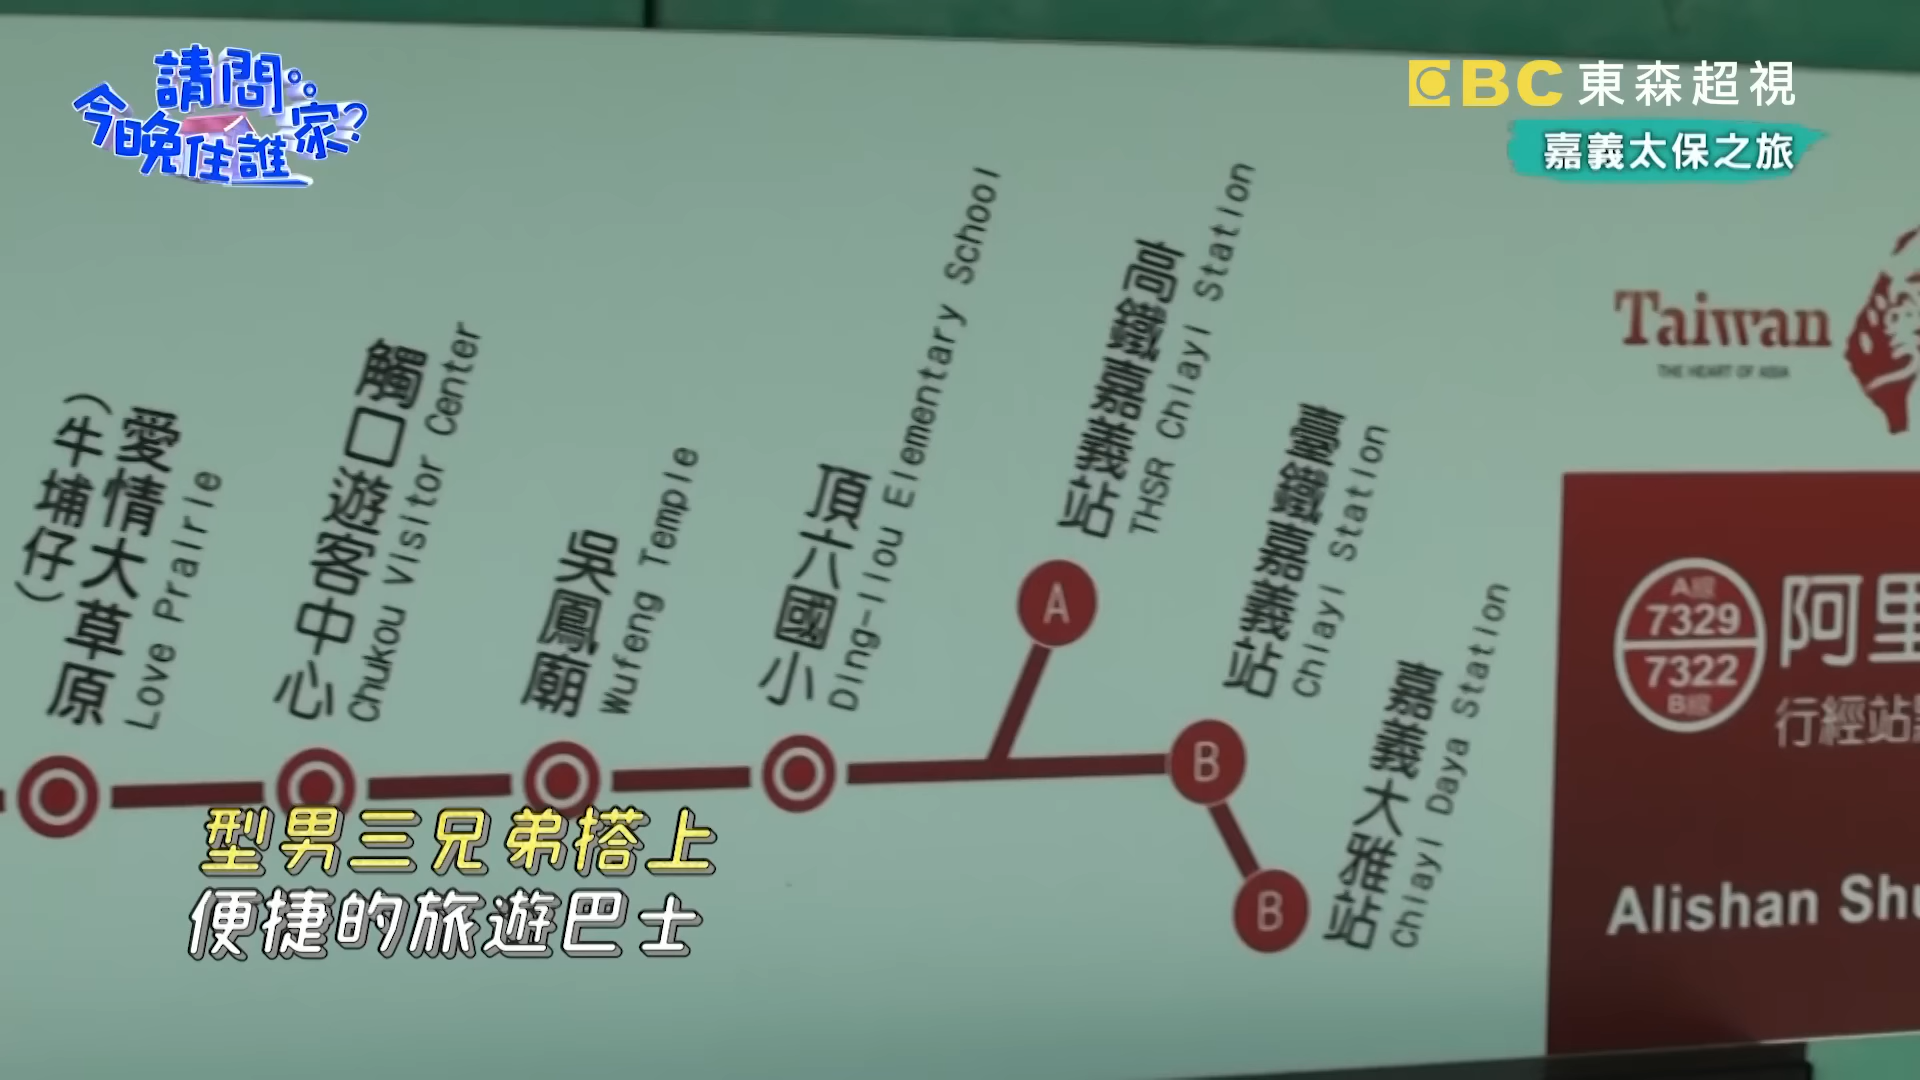 請問
今晚住誰家?
EBC 東森超視
嘉義太保之旅
愛情大草原
(牛埔仔)
Love Prairie
觸口遊客中心
Chukou Visitor Center
吳鳳廟
Wufeng Temple
頂六國小
Ding-liou Elementary School
高鐵嘉義站
THSR Chiayi Station
A
臺鐵嘉義站
Chiayi Station
B
嘉義大雅站
Chiayi Daya Station
B
Taiwan
THE HEART OF ASIA
A線
7329
7322
B線
阿里
行經站點
Alishan Shu
型男三兄弟搭上
便捷的旅遊巴士